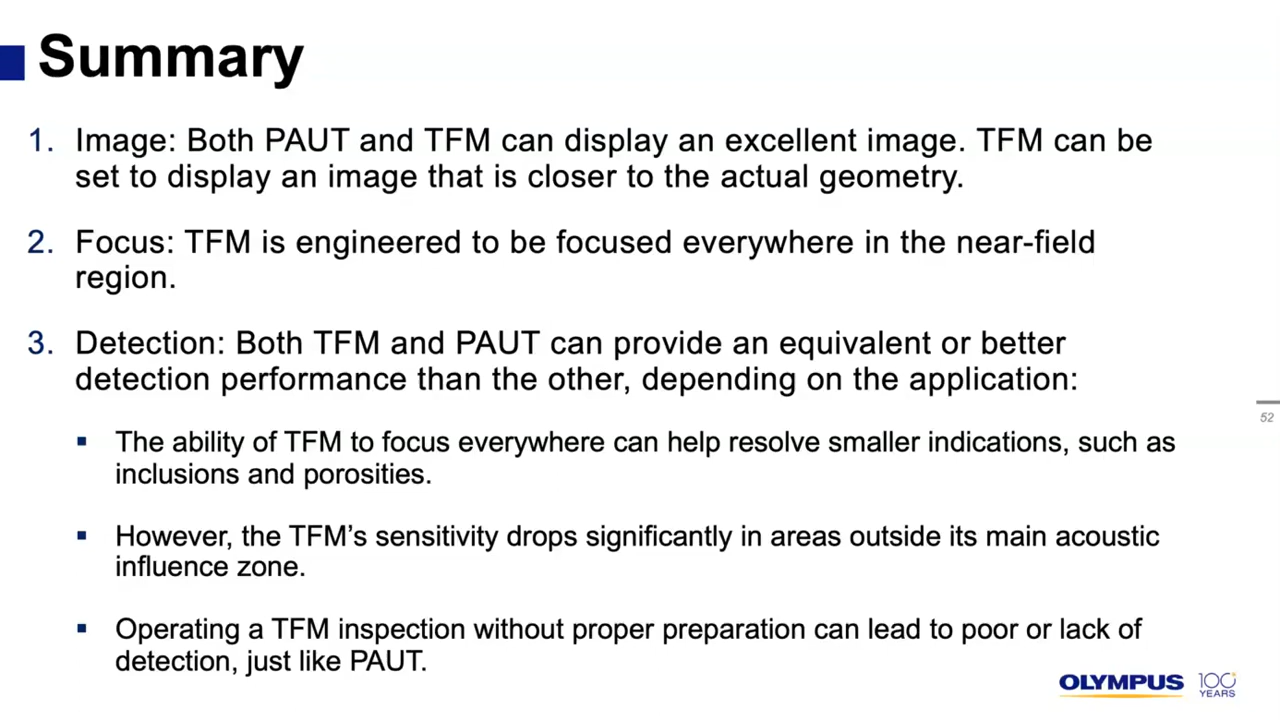 Summary
1. Image: Both PAUT and TFM can display an excellent image. TFM can be
set to display an image that is closer to the actual geometry.
2. Focus: TFM is engineered to be focused everywhere in the near-field
region.
3. Detection: Both TFM and PAUT can provide an equivalent or better
detection performance than the other, depending on the application:
52
▪ The ability of TFM to focus everywhere can help resolve smaller indications, such as
inclusions and porosities.
▪ However, the TFM’s sensitivity drops significantly in areas outside its main acoustic
influence zone.
▪ Operating a TFM inspection without proper preparation can lead to poor or lack of
detection, just like PAUT.
OLYMPUS 100
YEARS